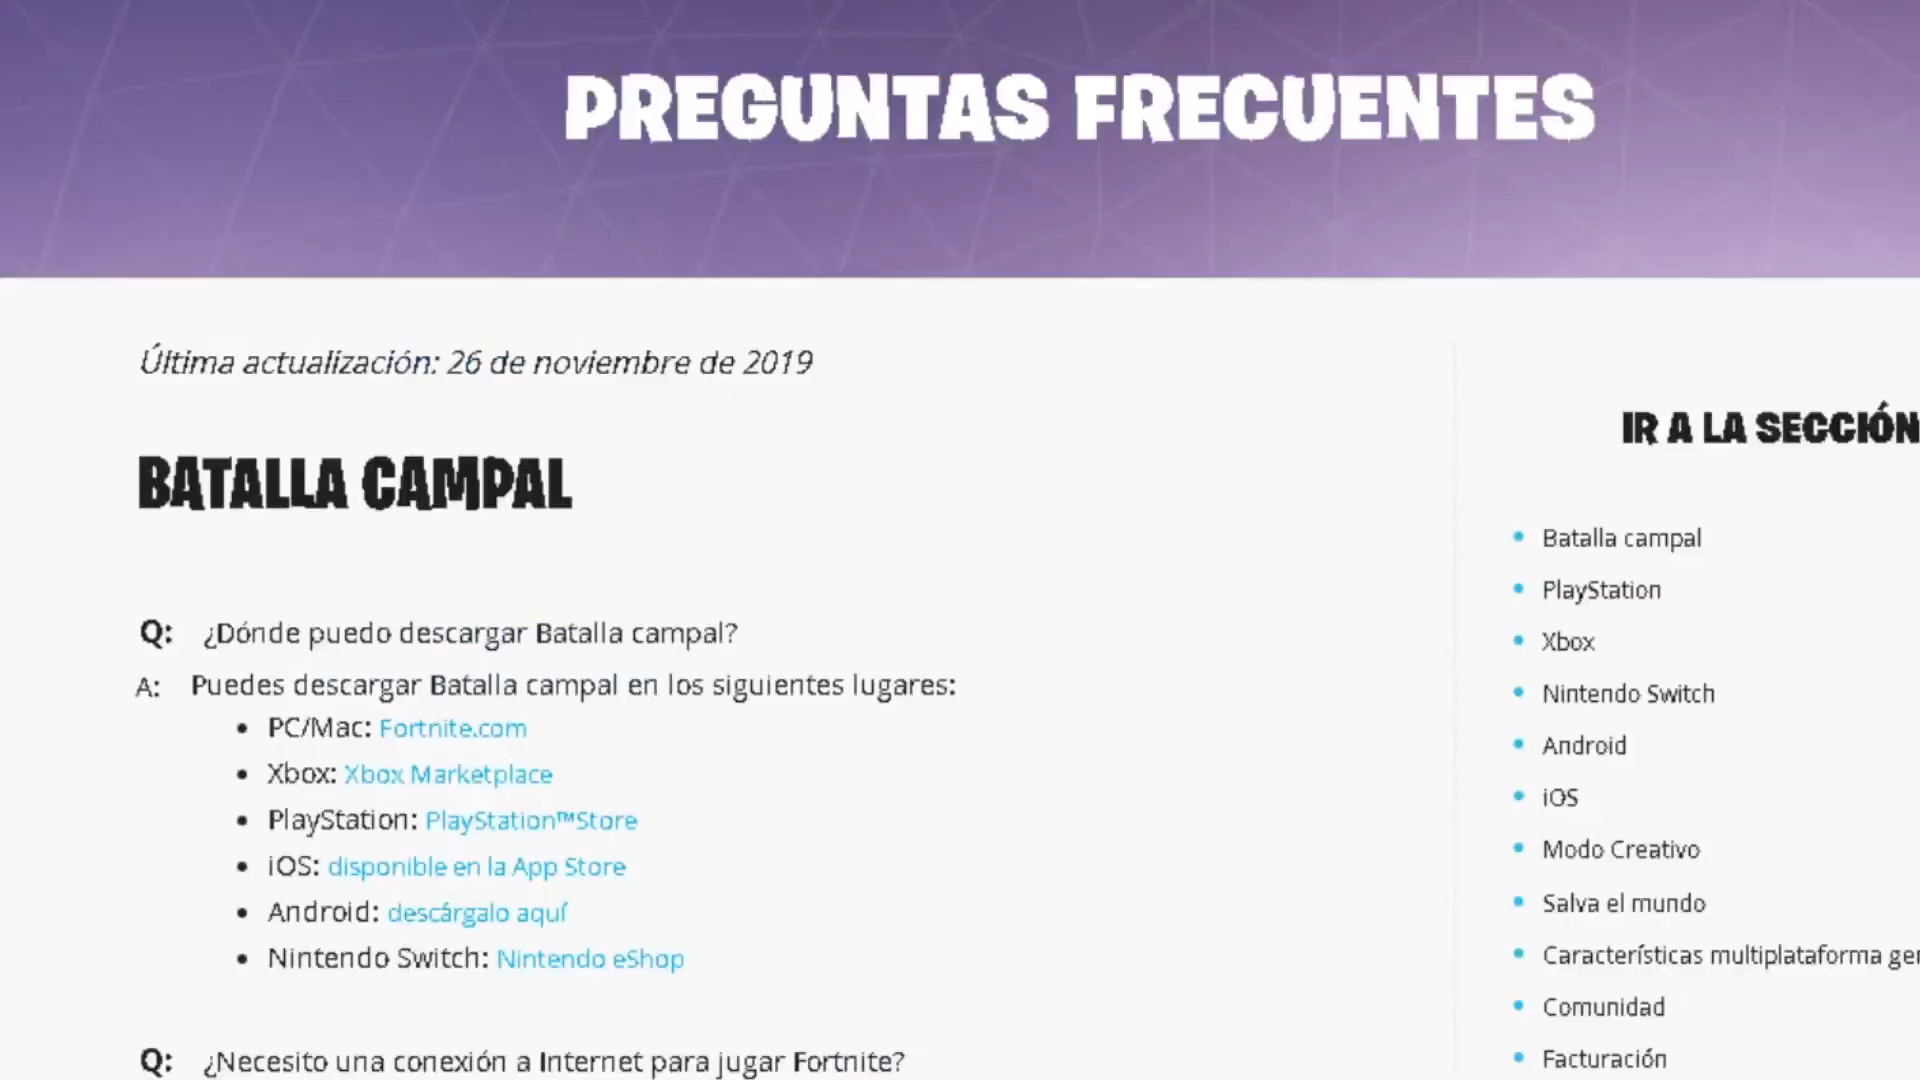 PREGUNTAS FRECUENTES
Última actualización: 26 de noviembre de 2019
BATALLA CAMPAL
Q: ¿Dónde puedo descargar Batalla campal?
A: Puedes descargar Batalla campal en los siguientes lugares:
• PC/Mac: Fortnite.com
• Xbox: Xbox Marketplace
• PlayStation: PlayStation™Store
• iOS: disponible en la App Store
• Android: descárgalo aquí
• Nintendo Switch: Nintendo eShop
Q: ¿Necesito una conexión a Internet para jugar Fortnite?
IR A LA SECCIÓN
• Batalla campal
• PlayStation
• Xbox
• Nintendo Switch
• Android
• iOS
• Modo Creativo
• Salva el mundo
• Características multiplataforma
• Comunidad
• Facturación